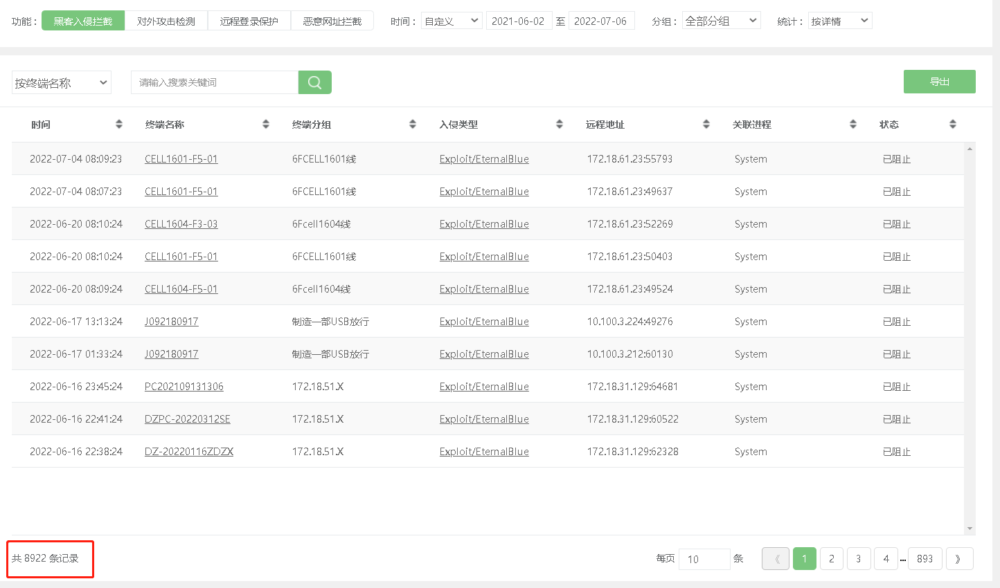 功能： 黑客入侵拦截 对外攻击检测 远程登录保护 恶意网址拦截 时间： 自定义 2021-06-02 至 2022-07-06 分组： 全部分组 统计： 按详情
按终端名称 请输入搜索关键词 导出
时间 终端名称 终端分组 入侵类型 远程地址 关联进程 状态
2022-07-04 08:09:23 CELL1601-F5-01 6FCELL1601线 Exploit/EternalBlue 172.18.61.23:55793 System 已阻止
2022-07-04 08:07:23 CELL1601-F5-01 6FCELL1601线 Exploit/EternalBlue 172.18.61.23:49637 System 已阻止
2022-06-20 08:10:24 CELL1604-F3-03 6Fcell1604线 Exploit/EternalBlue 172.18.61.23:52269 System 已阻止
2022-06-20 08:10:24 CELL1601-F5-01 6FCELL1601线 Exploit/EternalBlue 172.18.61.23:50403 System 已阻止
2022-06-20 08:09:24 CELL1604-F5-01 6Fcell1604线 Exploit/EternalBlue 172.18.61.23:49524 System 已阻止
2022-06-17 13:13:24 J092180917 制造一部USB放行 Exploit/EternalBlue 10.100.3.224:49276 System 已阻止
2022-06-17 01:33:24 J092180917 制造一部USB放行 Exploit/EternalBlue 10.100.3.212:60130 System 已阻止
2022-06-16 23:45:24 PC202109131306 172.18.51.X Exploit/EternalBlue 172.18.31.129:64681 System 已阻止
2022-06-16 22:41:24 DZPC-20220312SE 172.18.51.X Exploit/EternalBlue 172.18.31.129:60522 System 已阻止
2022-06-16 22:38:24 DZ-20220116ZDZX 172.18.51.X Exploit/EternalBlue 172.18.31.129:62328 System 已阻止
共 8922 条记录 每页 10 条 《 1 2 3 4 ... 893 》